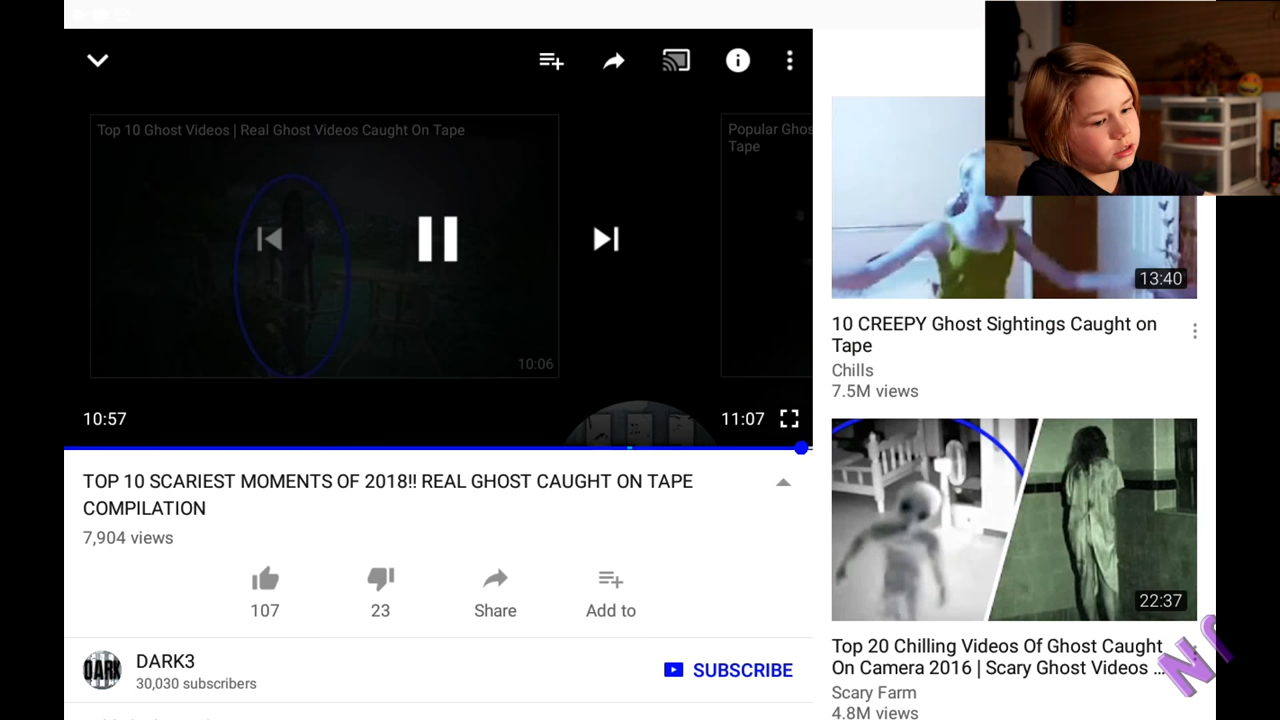 Top 10 Ghost Videos | Real Ghost Videos Caught On Tape
Popular Ghos
Tape
10:06
10:57
11:07
TOP 10 SCARIEST MOMENTS OF 2018!! REAL GHOST CAUGHT ON TAPE
COMPILATION
7,904 views
107
23
Share
Add to
DARK
DARK3
30,030 subscribers
SUBSCRIBE
13:40
10 CREEPY Ghost Sightings Caught on
Tape
Chills
7.5M views
22:37
Top 20 Chilling Videos Of Ghost Caught
On Camera 2016 | Scary Ghost Videos ...
Scary Farm
4.8M views